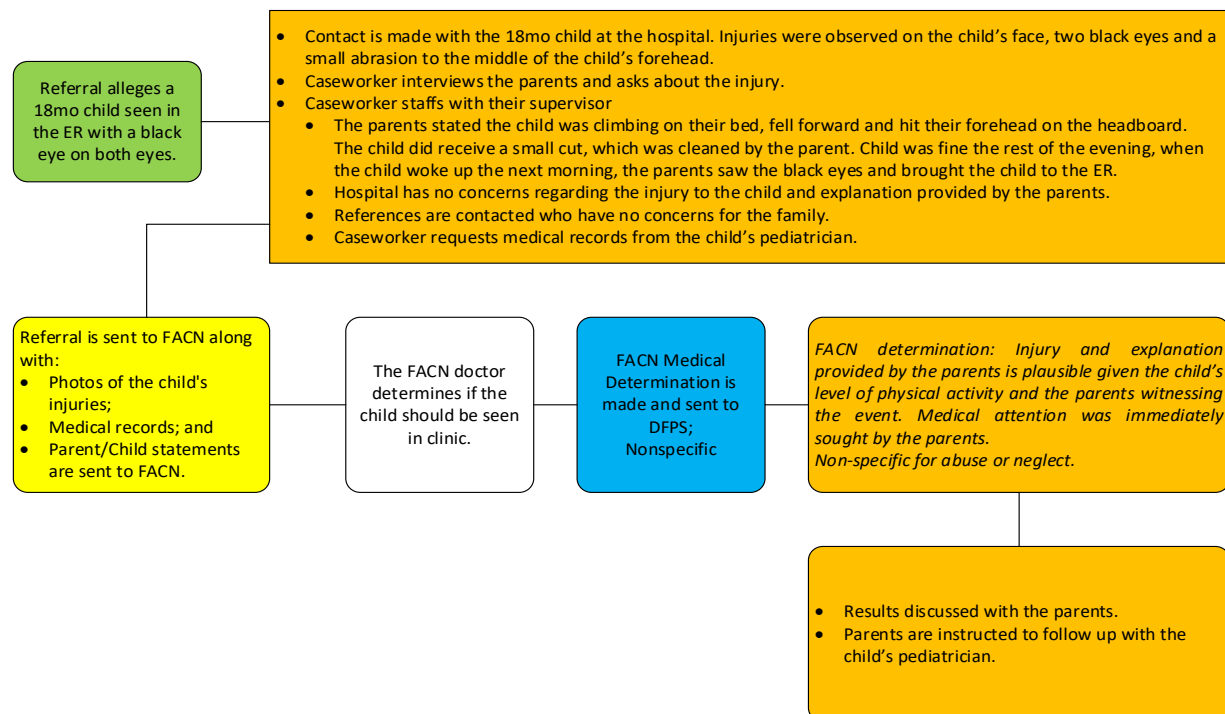 Referral alleges a
18mo child seen in
the ER with a black
eye on both eyes.
• Contact is made with the 18mo child at the hospital. Injuries were observed on the child’s face, two black eyes and a
small abrasion to the middle of the child’s forehead.
• Caseworker interviews the parents and asks about the injury.
• Caseworker staffs with their supervisor
• The parents stated the child was climbing on their bed, fell forward and hit their forehead on the headboard.
The child did receive a small cut, which was cleaned by the parent. Child was fine the rest of the evening, when
the child woke up the next morning, the parents saw the black eyes and brought the child to the ER.
• Hospital has no concerns regarding the injury to the child and explanation provided by the parents.
• References are contacted who have no concerns for the family.
• Caseworker requests medical records from the child’s pediatrician.
Referral is sent to FACN along
with:
• Photos of the child's
injuries;
• Medical records; and
• Parent/Child statements
are sent to FACN.
The FACN doctor
determines if the
child should be seen
in clinic.
FACN Medical
Determination is
made and sent to
DFPS;
Nonspecific
FACN determination: Injury and explanation
provided by the parents is plausible given the child’s
level of physical activity and the parents witnessing
the event. Medical attention was immediately
sought by the parents.
Non-specific for abuse or neglect.
• Results discussed with the parents.
• Parents are instructed to follow up with the
child’s pediatrician.